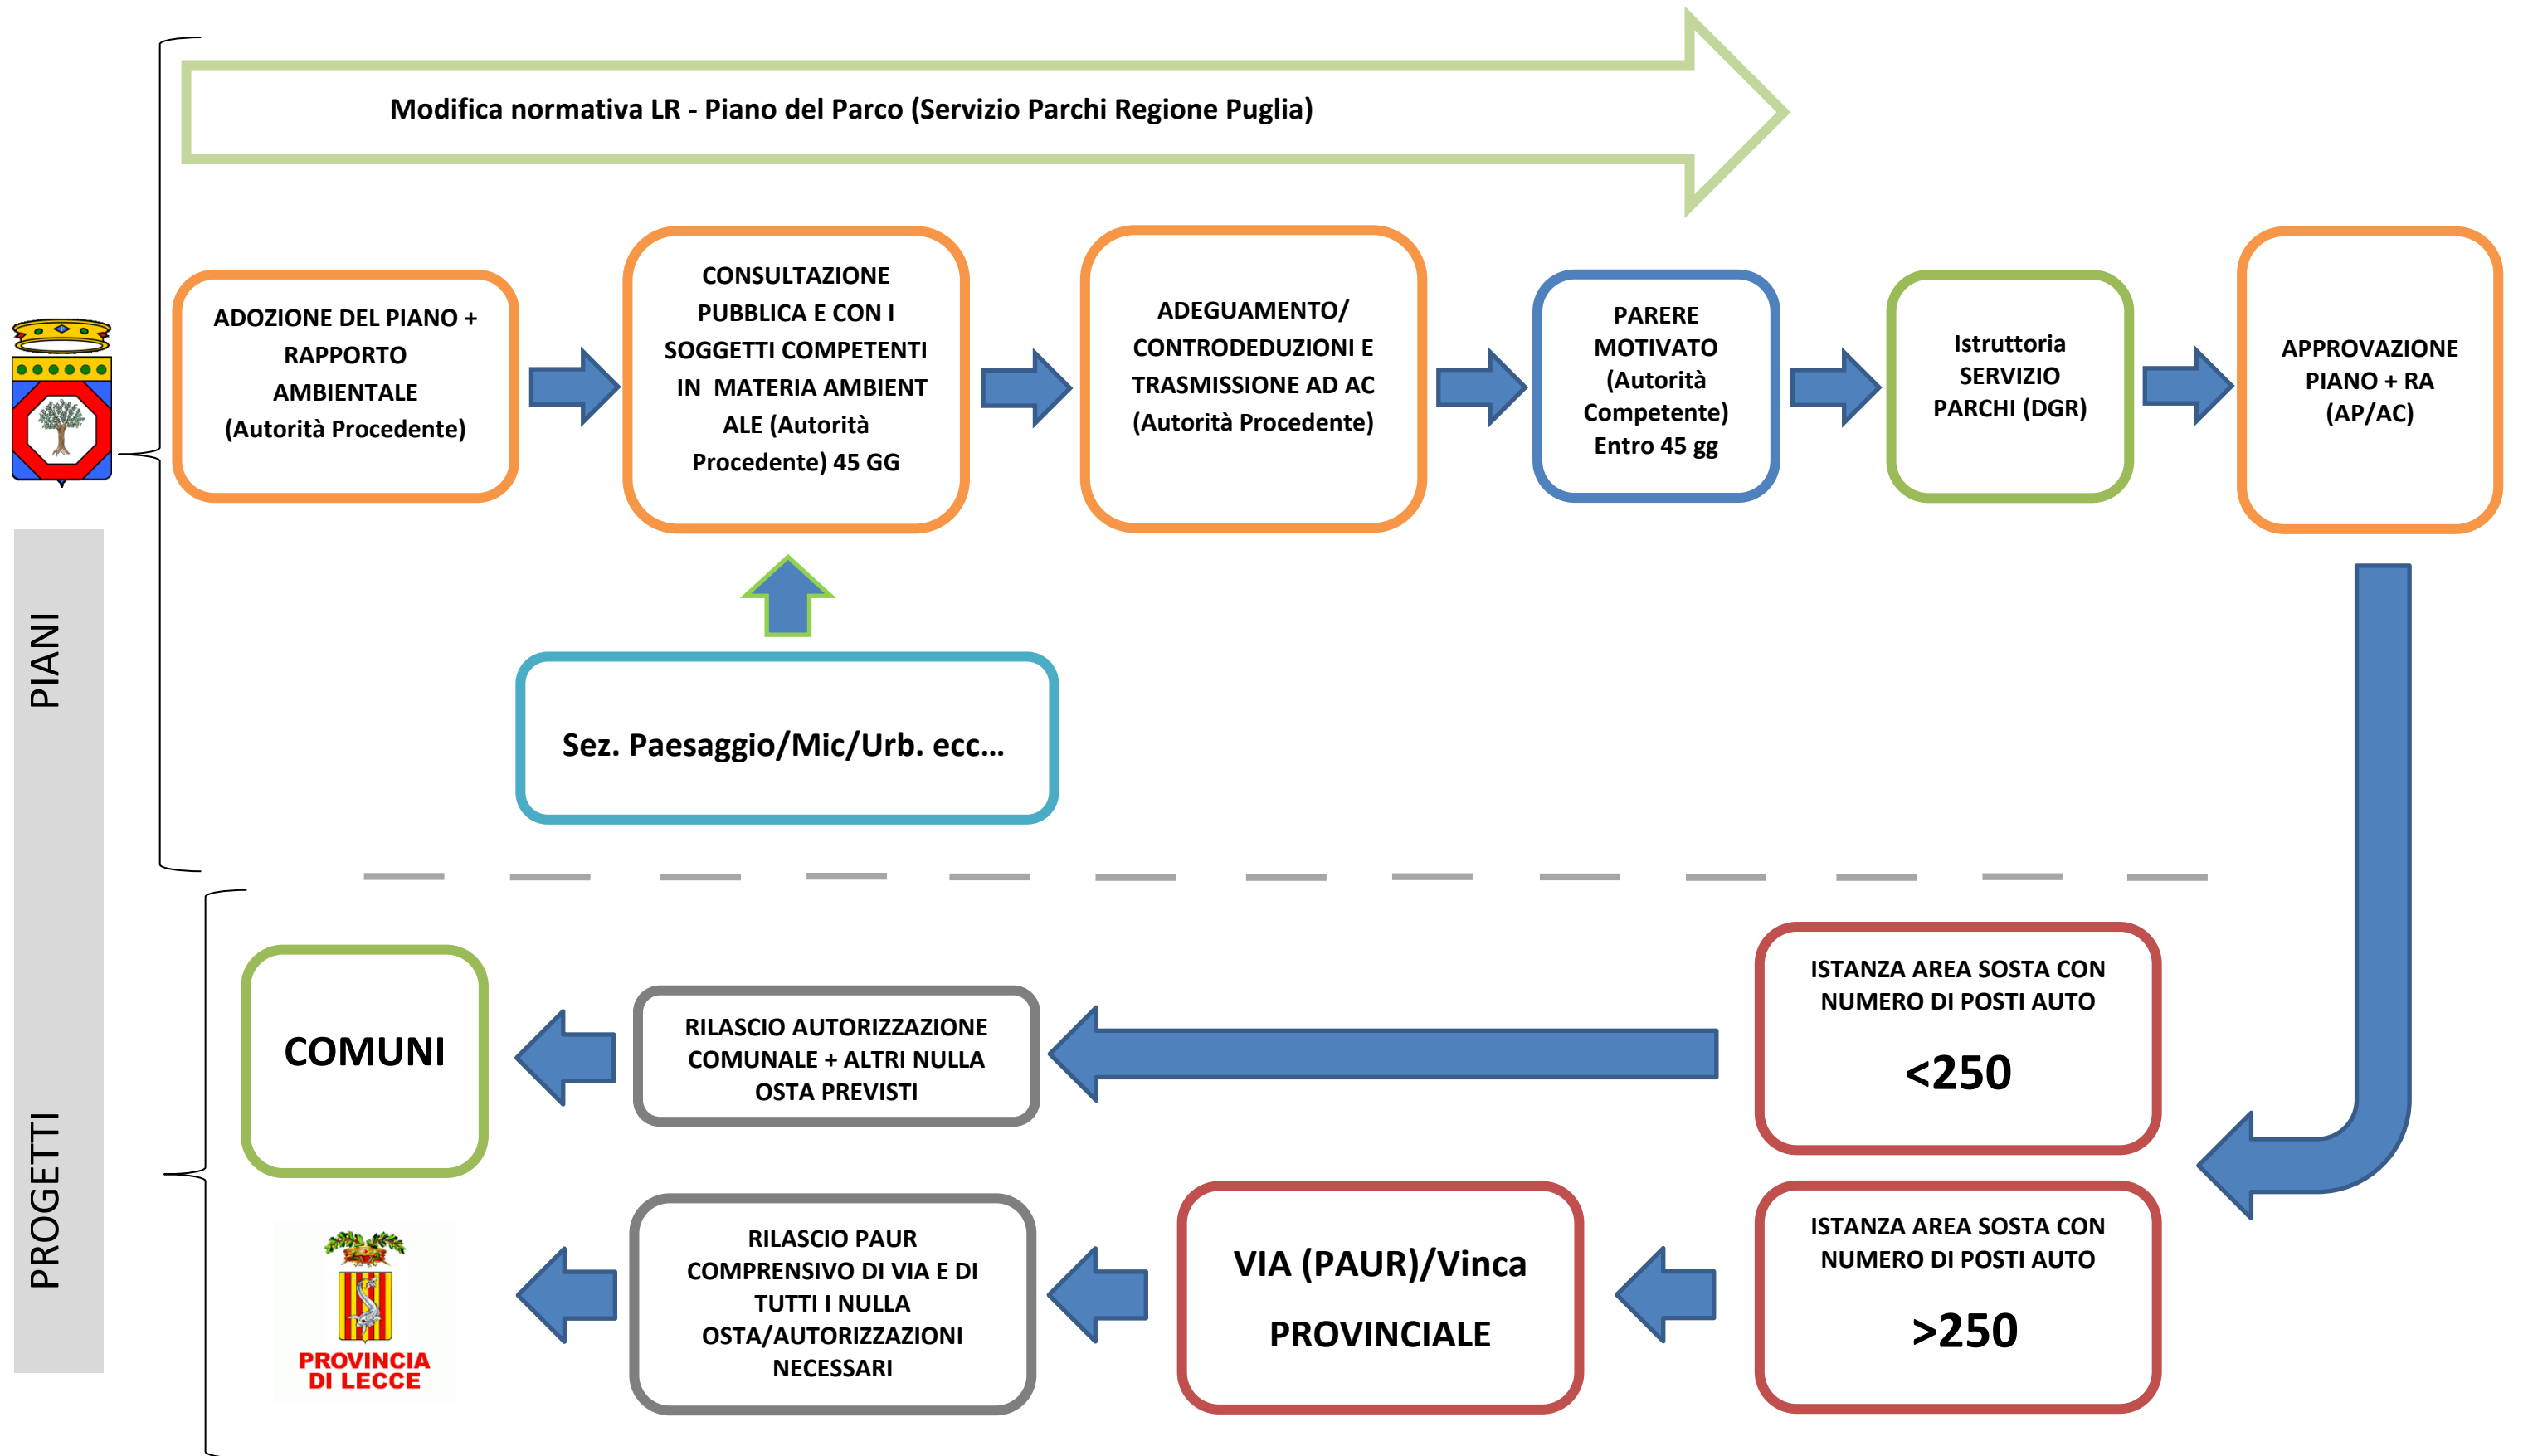 Modifica normativa LR - Piano del Parco (Servizio Parchi Regione Puglia)
ADOZIONE DEL PIANO +
RAPPORTO
AMBIENTALE
(Autorità Procedente)
CONSULTAZIONE
PUBBLICA E CON I
SOGGETTI COMPETENTI
IN MATERIA AMBIENT
ALE (Autorità
Procedente) 45 GG
ADEGUAMENTO/
CONTRODEDUZIONI E
TRASMISSIONE AD AC
(Autorità Procedente)
PARERE
MOTIVATO
(Autorità
Competente)
Entro 45 gg
Istruttoria
SERVIZIO
PARCHI (DGR)
APPROVAZIONE
PIANO + RA
(AP/AC)
PIANI
Sez. Paesaggio/Mic/Urb. ecc...
PROGETTI
COMUNI
RILASCIO AUTORIZZAZIONE
COMUNALE + ALTRI NULLA
OSTA PREVISTI
ISTANZA AREA SOSTA CON
NUMERO DI POSTI AUTO
<250
PROVINCIA
DI LECCE
RILASCIO PAUR
COMPRENSIVO DI VIA E DI
TUTTI I NULLA
OSTA/AUTORIZZAZIONI
NECESSARI
VIA (PAUR)/Vinca
PROVINCIALE
ISTANZA AREA SOSTA CON
NUMERO DI POSTI AUTO
>250